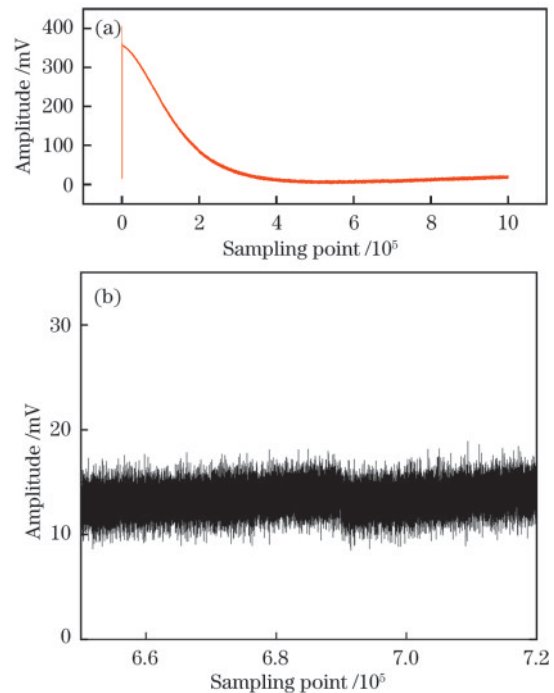 (a)
400
300
200
100
0
Amplitude /mV
0 2 4 6 8 10
Sampling point /10⁵
(b)
30
20
10
0
Amplitude /mV
6.6 6.8 7.0 7.2
Sampling point /10⁵